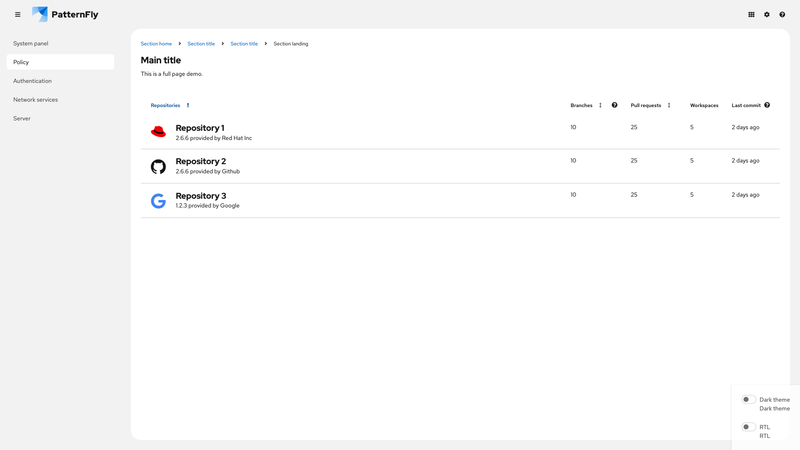 PatternFly
System panel
Policy
Authentication
Network services
Server
Section home
Section title
Section title
Section landing
Main title
This is a full page demo.
Repositories
Branches
Pull requests
Workspaces
Last commit
Repository 1
2.6.6 provided by Red Hat Inc
10
25
5
2 days ago
Repository 2
2.6.6 provided by Github
10
25
5
2 days ago
Repository 3
1.2.3 provided by Google
10
25
5
2 days ago
Dark theme
Dark theme
RTL
RTL